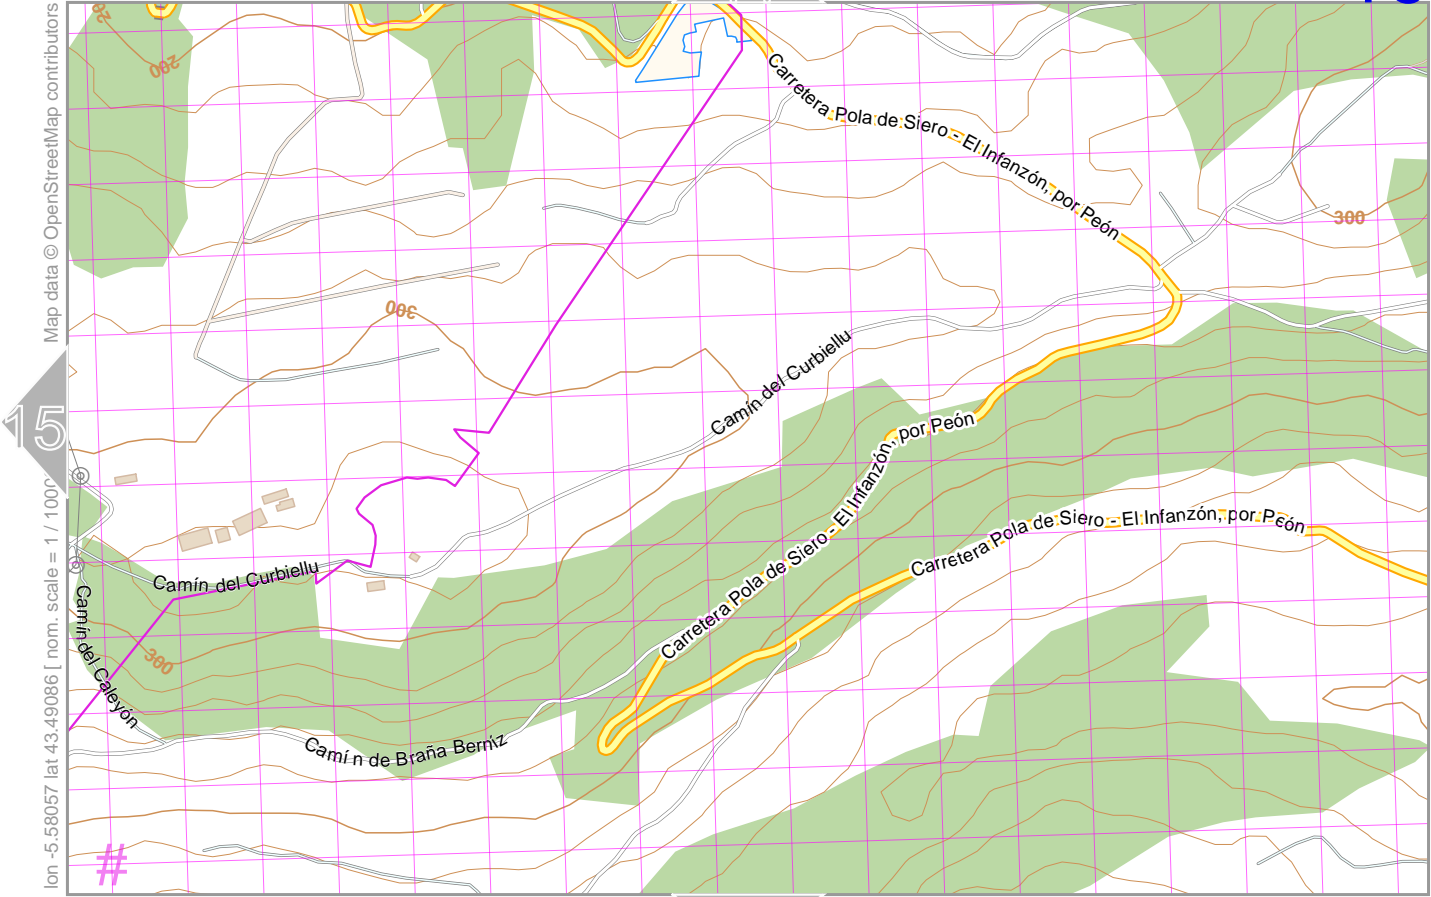 Map data © OpenStreetMap contributors
lon -5.58057 lat 43.49086 [ nom. scale = 1 / 1000
200
Carretera Pola de Siero - El Infanzón, por Peón
300
300
Camín del Curbiellu
Carretera Pola de Siero - El Infanzón, por Peón
15
Carretera Pola de Siero - El Infanzón, por Peón
Camín del Curbiellu
Camín del Caleyón
300
Camín de Braña Berníz
#